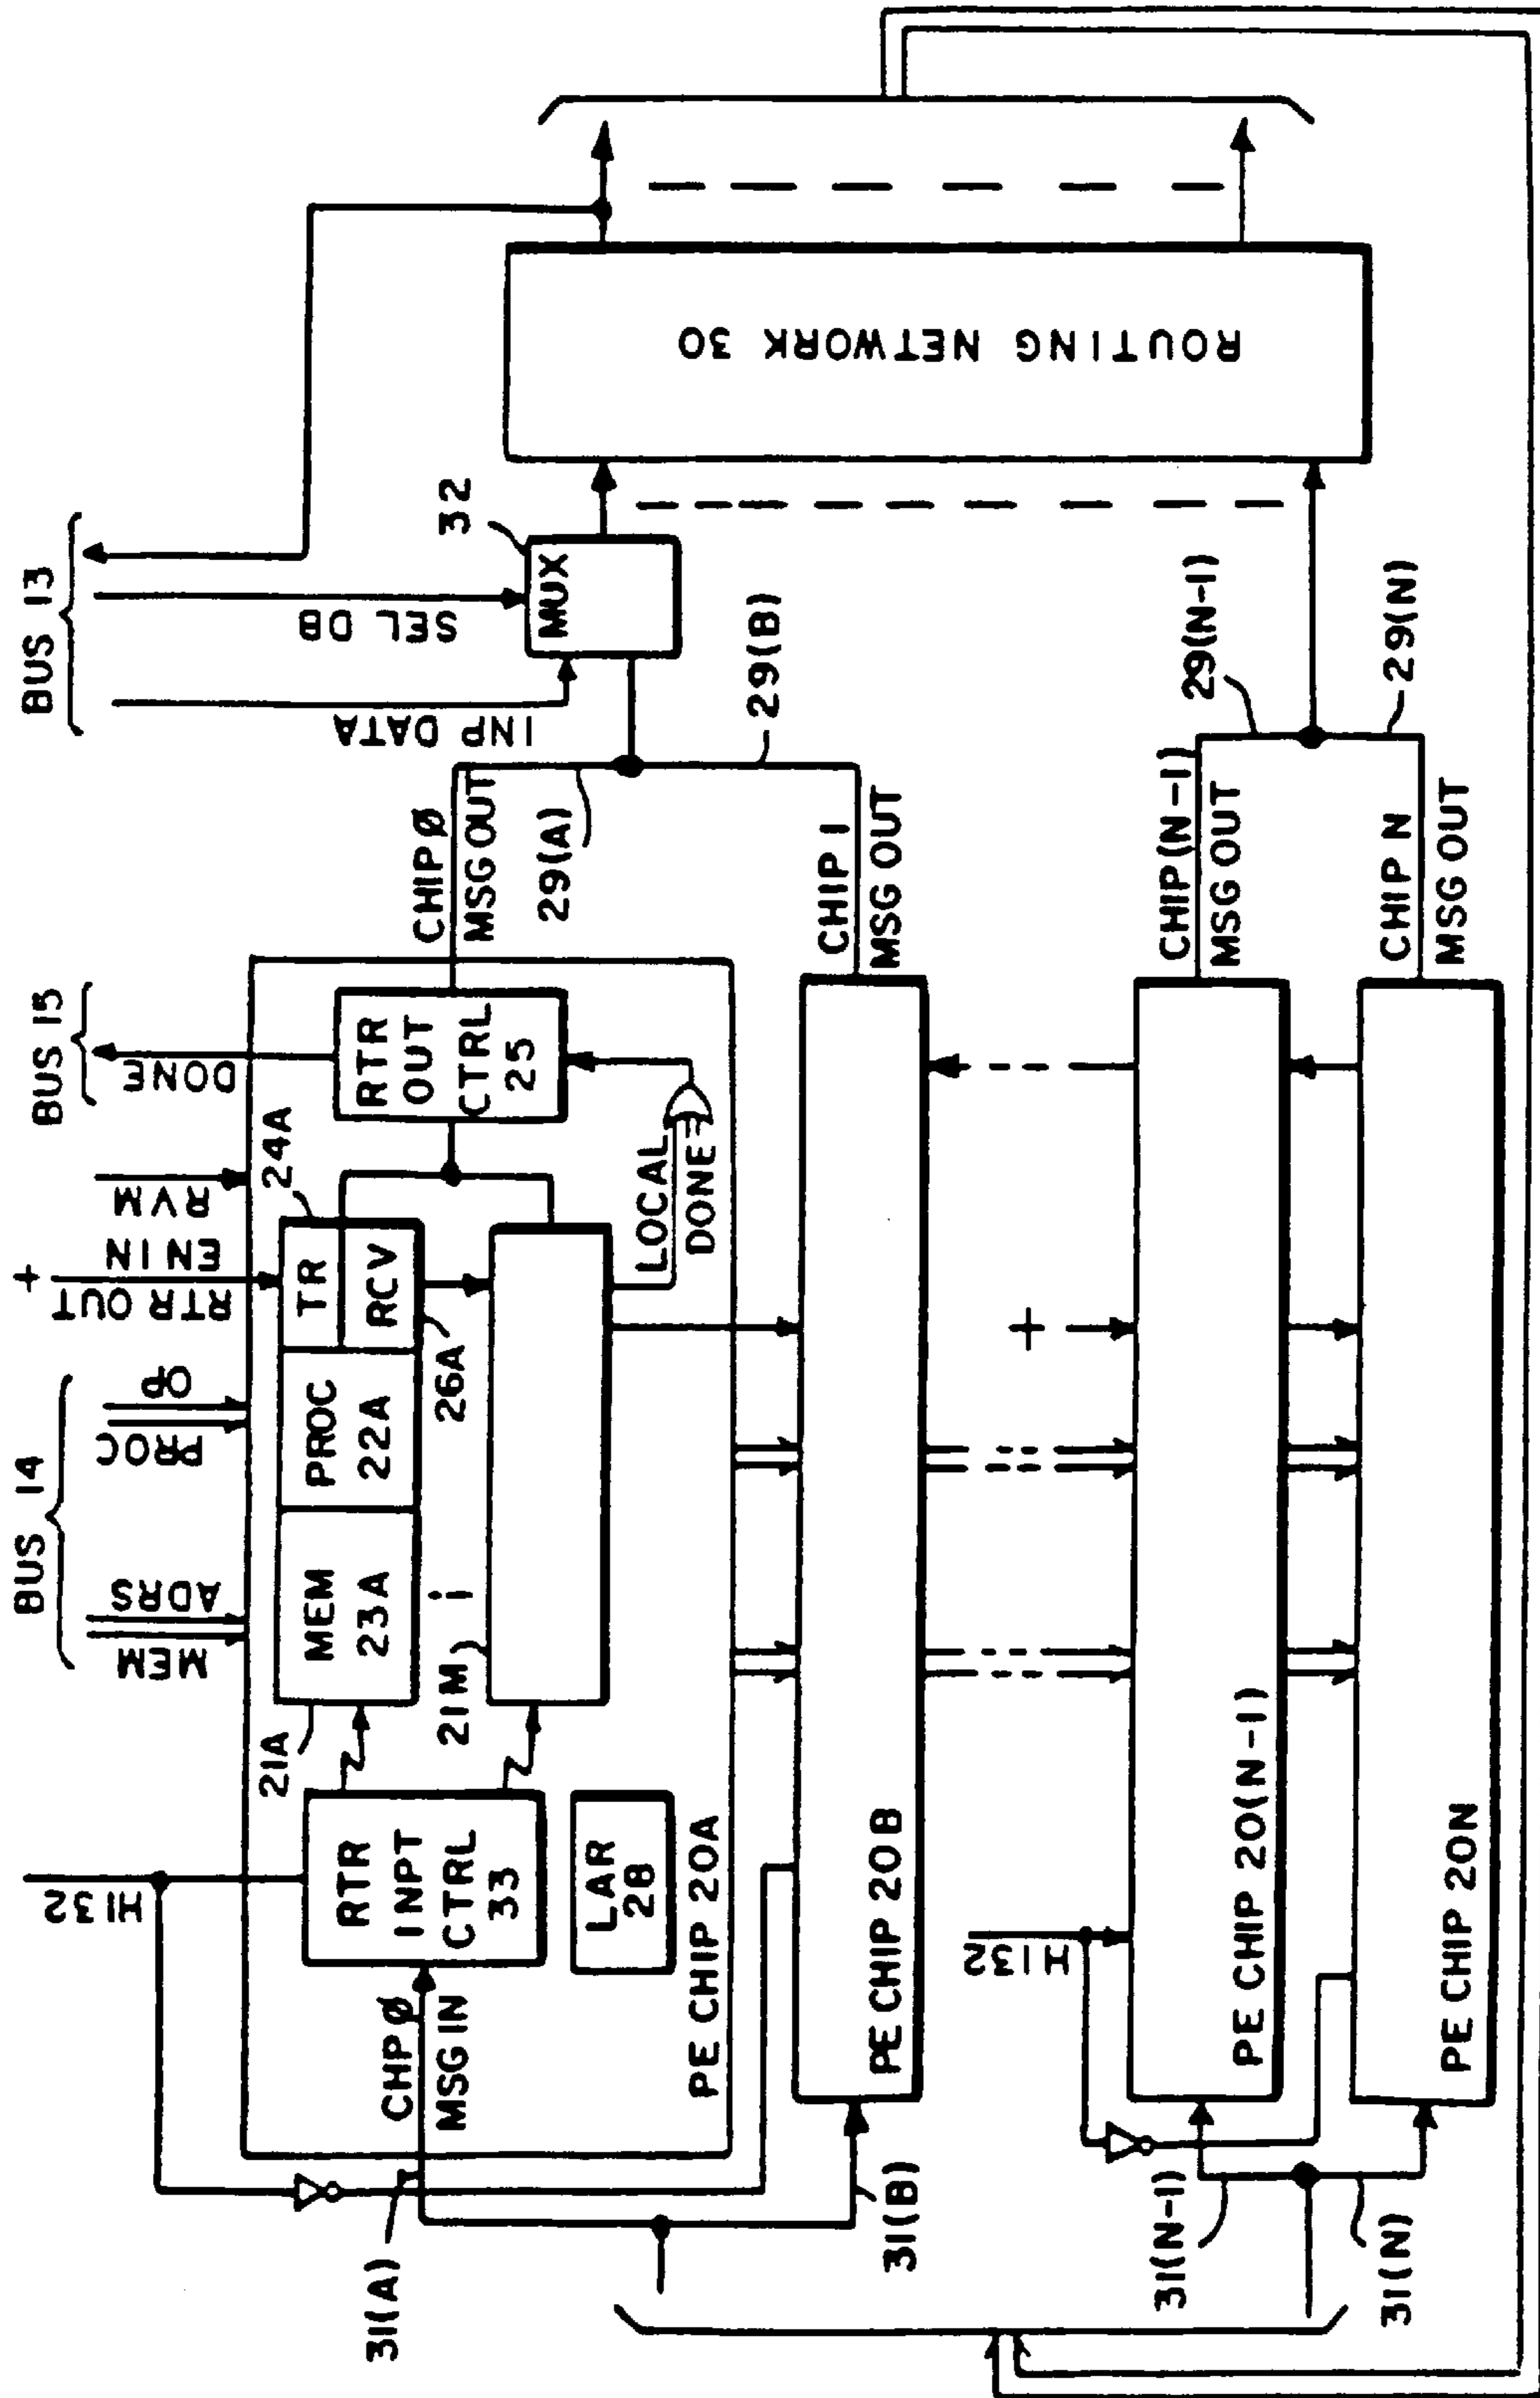 BUS 14
BUS 15
BUS 13
HI32
MEM
ADRS
PROC
OP
+
RTR OUT
EN IN
RVM
DONE
INP DATA
SEL DB
31(A)
CHPØ
MSG IN
RTR
INPT
CTRL
33
LAR
28
21A
MEM
23A
PROC
22A
TR
RCV
24A
26A
21M
RTR
OUT
CTRL
25
LOCAL
DONE
PE CHIP 20A
CHIPØ
MSG OUT
29(A)
MUX
32
ROUTING NETWORK 30
31(B)
PE CHIP 20B
CHIP 1
MSG OUT
29(B)
HI32
+
31(N-1)
PE CHIP 20(N-1)
CHIP(N-1)
MSG OUT
29(N-1)
31(N)
PE CHIP 20N
CHIP N
MSG OUT
29(N)